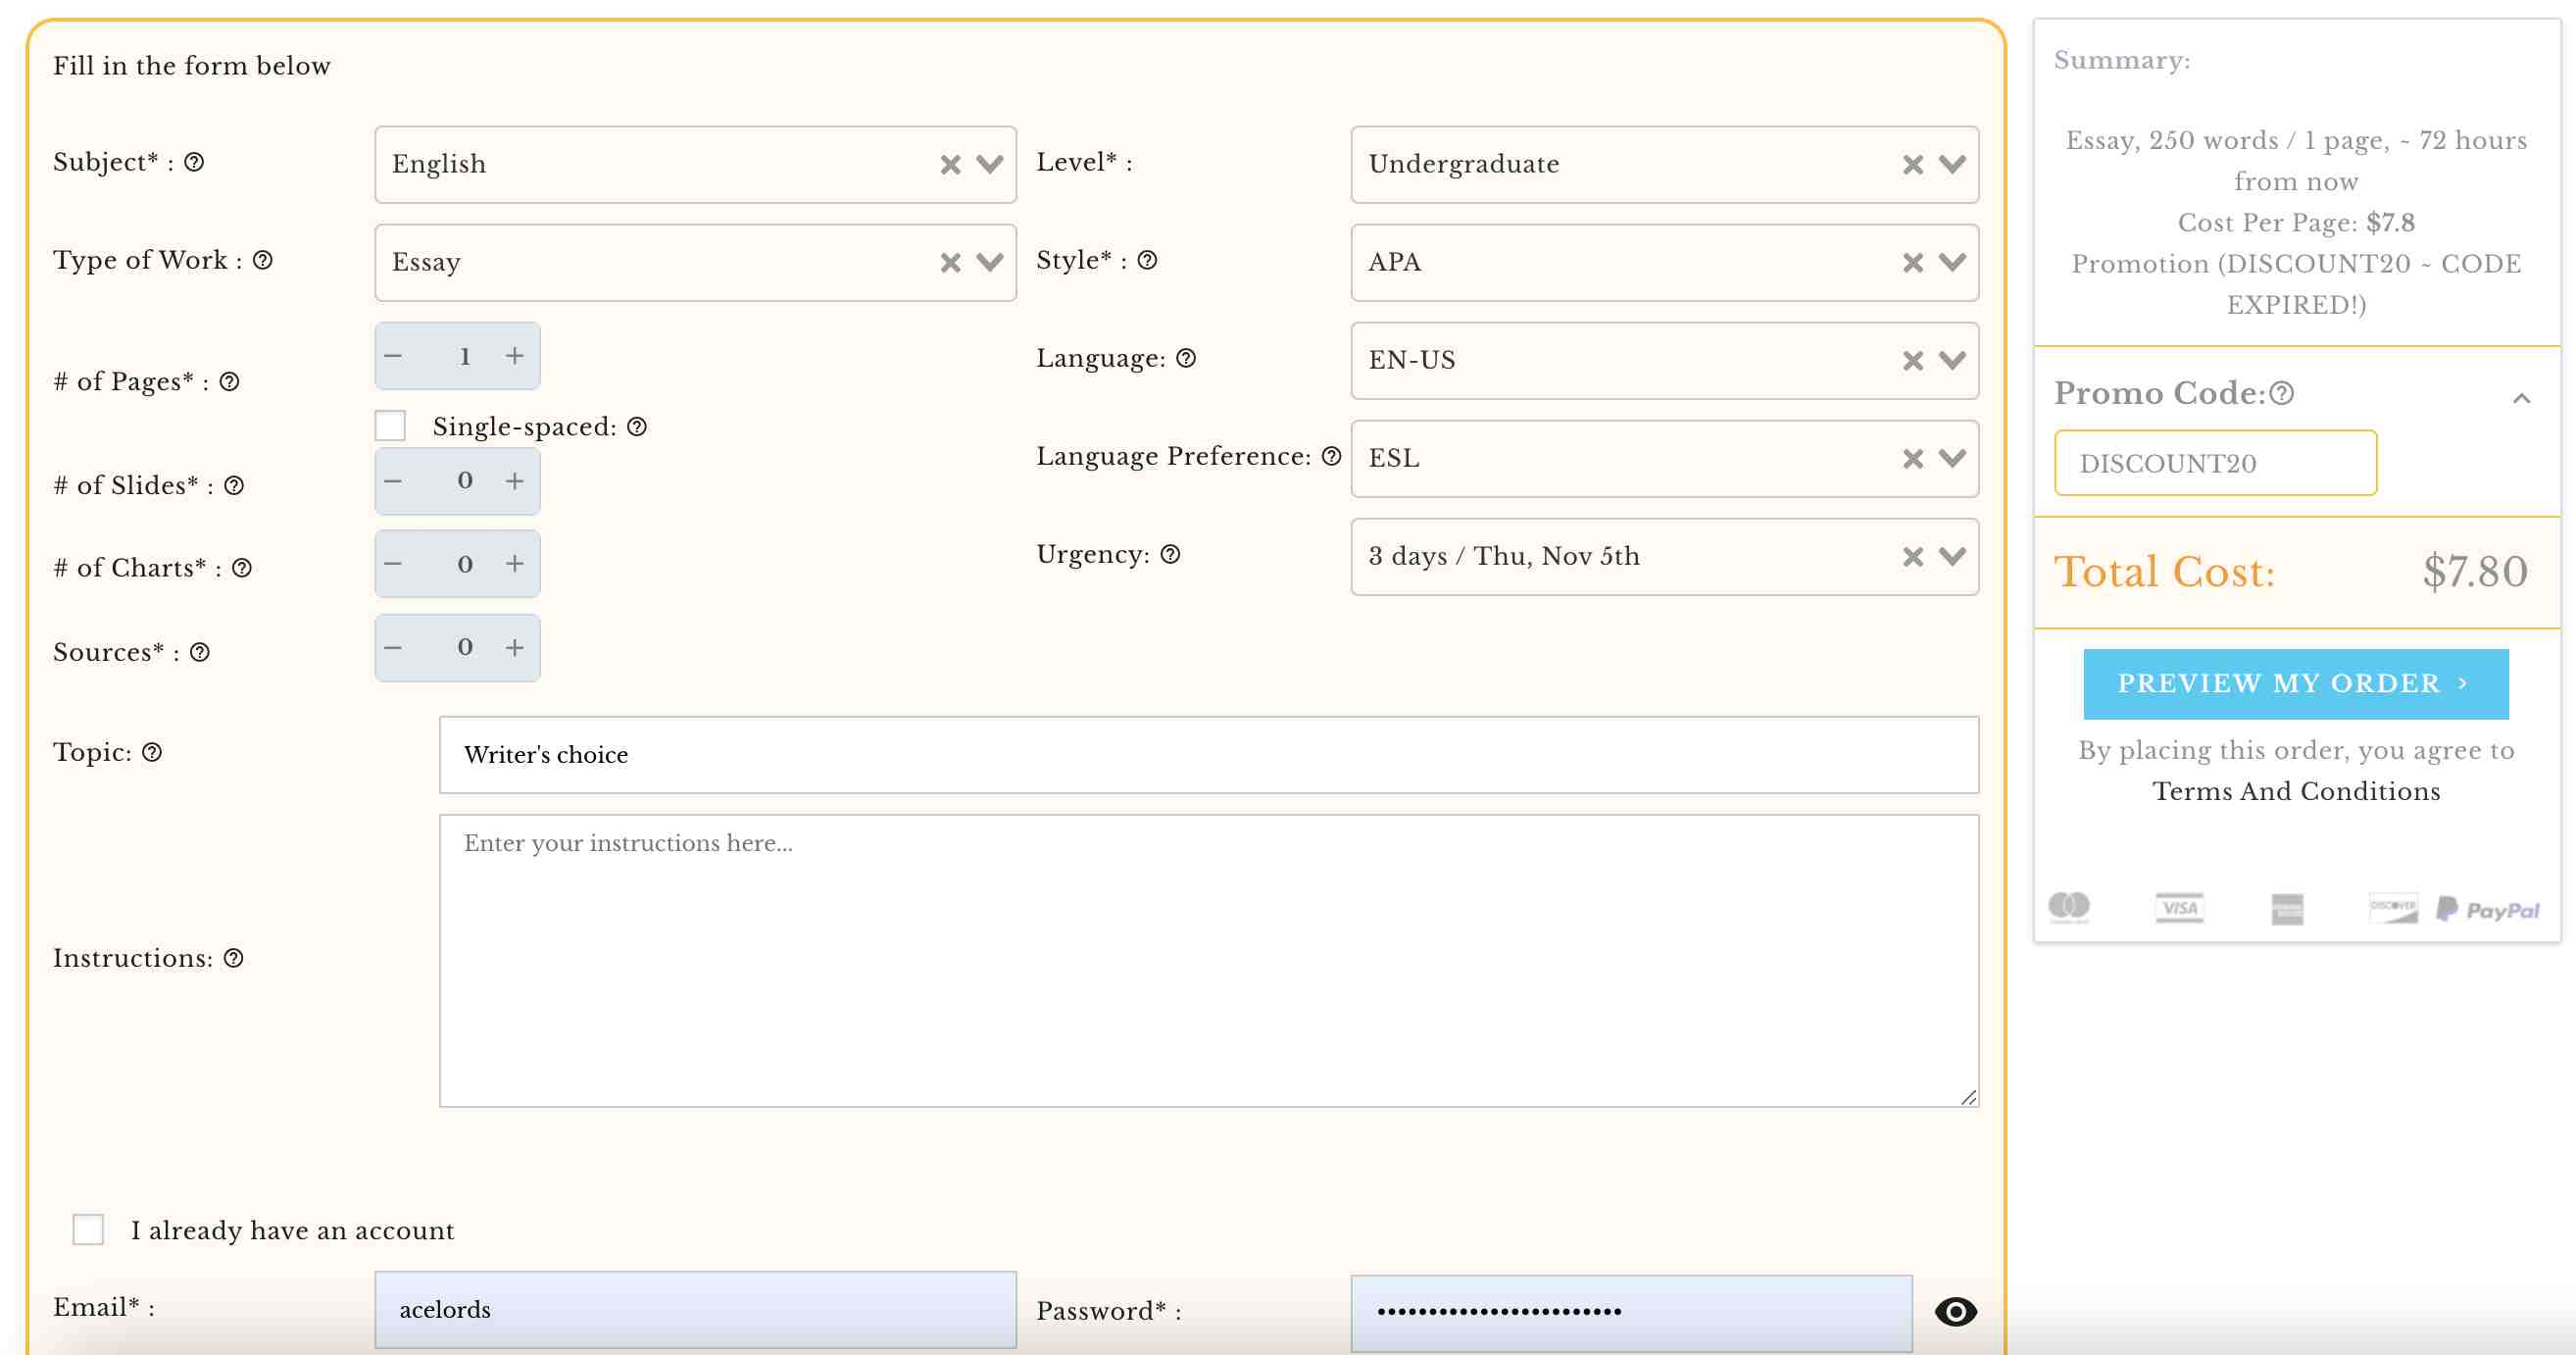 Fill in the form below
Subject* :
English
Level* :
Undergraduate
Type of Work :
Essay
Style* :
APA
# of Pages* :
1
Single-spaced:
Language:
EN-US
# of Slides* :
0
Language Preference:
ESL
# of Charts* :
0
Urgency:
3 days / Thu, Nov 5th
Sources* :
0
Topic:
Writer's choice
Instructions:
Enter your instructions here...
I already have an account
Email* :
acelords
Password* :
••••••••••••••••••••••••
Summary:
Essay, 250 words / 1 page, ~ 72 hours
from now
Cost Per Page: $7.8
Promotion (DISCOUNT20 ~ CODE
EXPIRED!)
Promo Code:
DISCOUNT20
Total Cost: $7.80
PREVIEW MY ORDER ›
By placing this order, you agree to
Terms And Conditions
VISA
DISCOVER
PayPal